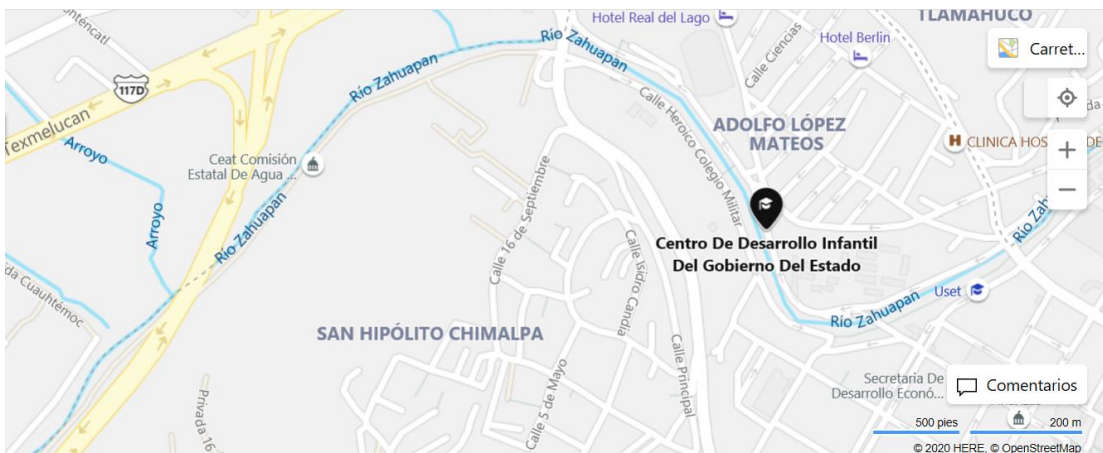 Hotel Real del Lago
TLAMAHUCO
Hotel Berlin
Carret...
117D
Texmelucan
Río Zahuapan
Río Zahuapan
Calle Ciencias
Calle Heroico Colegio Militar
ADOLFO LÓPEZ
MATEOS
CLINICA HOS
DE
Arroyo
Arroyo
Ceat Comisión
Estatal De Agua ...
Río Zahuapan
Calle 16 de Septiembre
Calle Isidro Candia
Centro De Desarrollo Infantil
Del Gobierno Del Estado
Uset
Río Zahuapan
Cuauhtémoc
SAN HIPÓLITO CHIMALPA
Calle Principal
Calle 5 de Mayo
Privada 16
Secretaria De
Desarrollo Econó...
Comentarios
500 pies
200 m
© 2020 HERE, © OpenStreetMap